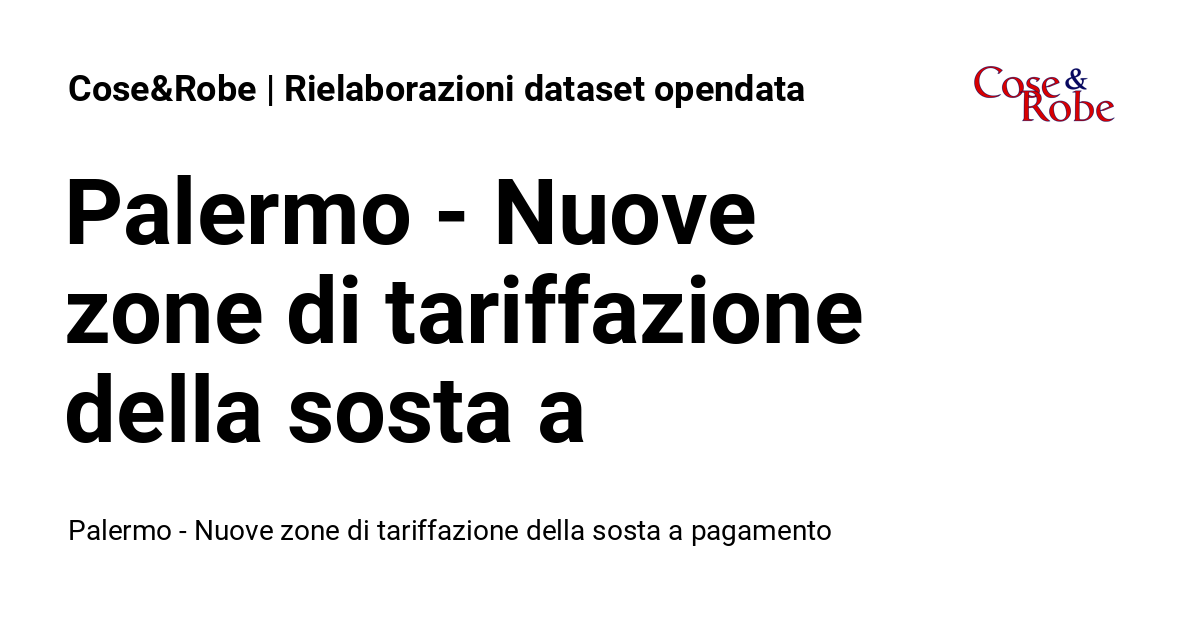 Cose&Robe | Rielaborazioni dataset opendata
Cose &
Robe
Palermo - Nuove
zone di tariffazione
della sosta a
Palermo - Nuove zone di tariffazione della sosta a pagamento